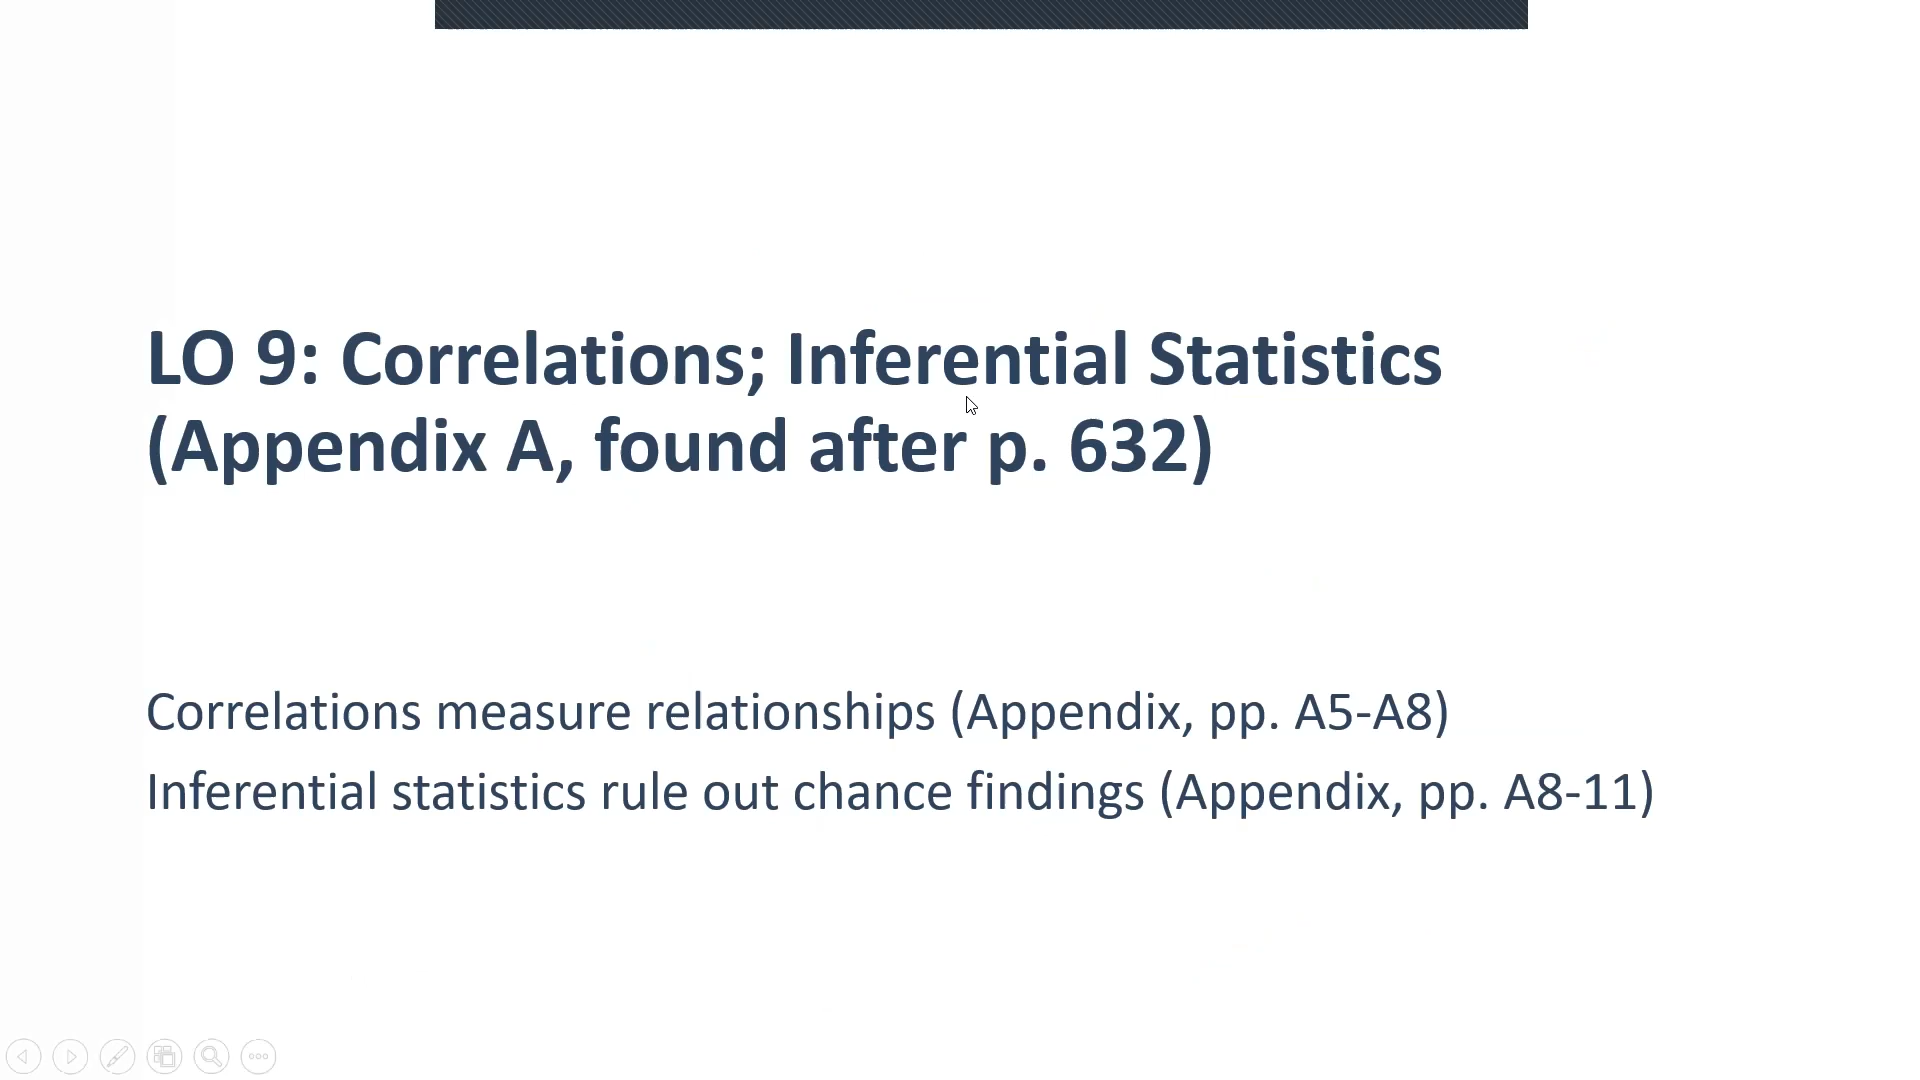 LO 9: Correlations; Inferential Statistics
(Appendix A, found after p. 632)
Correlations measure relationships (Appendix, pp. A5-A8)
Inferential statistics rule out chance findings (Appendix, pp. A8-11)